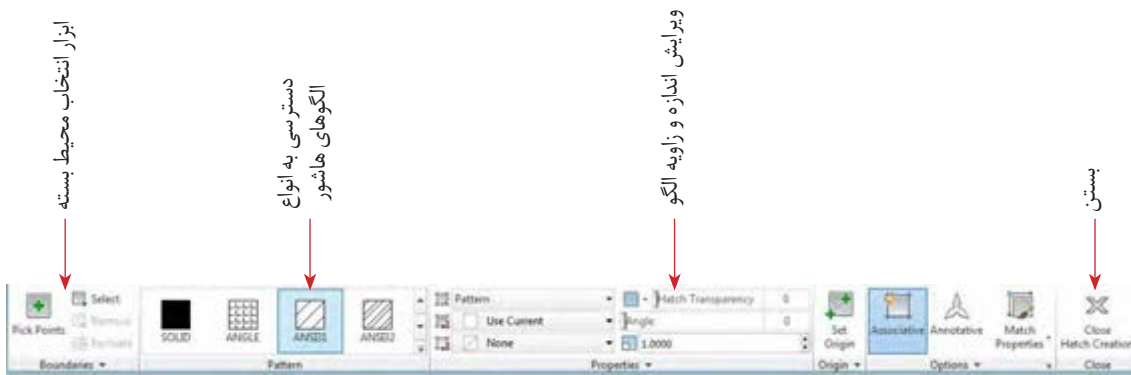 ابزار انتخاب محیط بسته
دسترسی به انواع
الگوهای هاشور
ویرایش اندازه و زاویه الگو
بستن
Pick Points
Select
Remove
Recreate
Boundaries
SOLID
ANGLE
ANSI31
ANSI32
Pattern
Pattern
Use Current
None
Hatch Transparency 0
Angle 0
1.0000
Properties
Set
Origin
Origin
Associative
Annotative
Match
Properties
Options
Close
Hatch Creation
Close